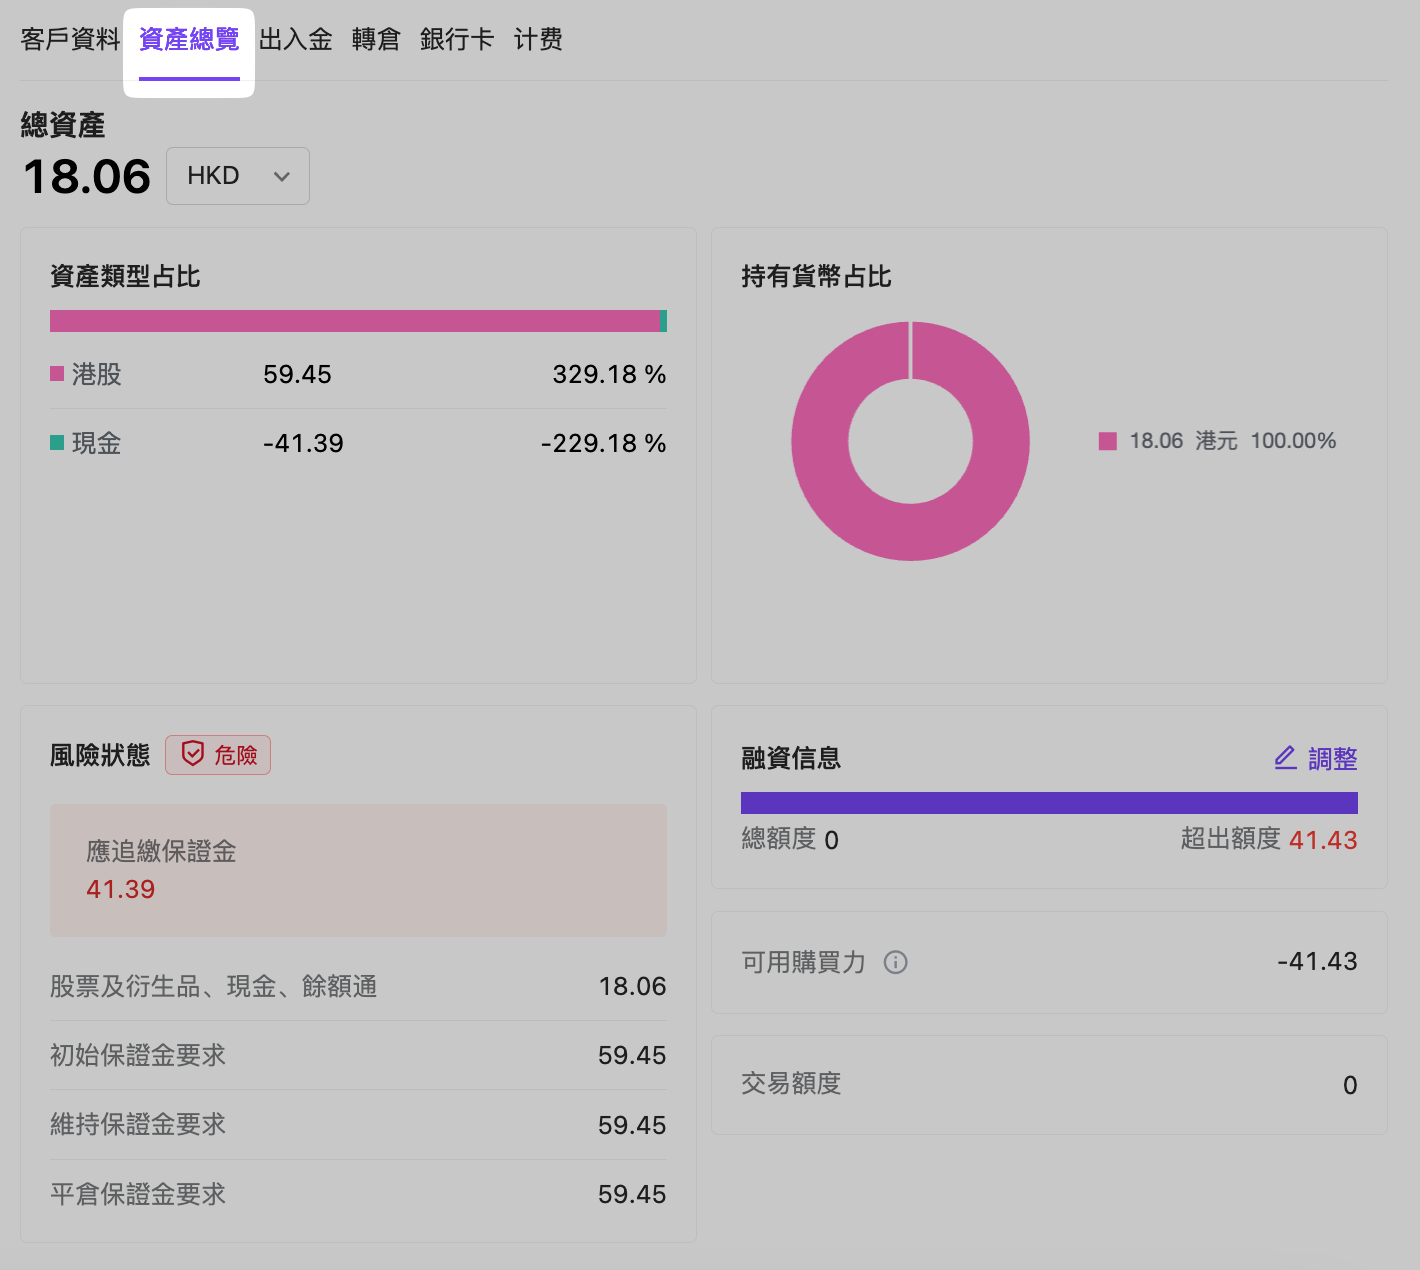 客戶資料 資產總覽 出入金 轉倉 銀行卡 计费
總資產
18.06 HKD
資產類型占比
港股 59.45 329.18 %
現金 -41.39 -229.18 %
持有貨幣占比
18.06 港元 100.00%
風險狀態 危險
應追繳保證金
41.39
股票及衍生品、現金、餘額通 18.06
初始保證金要求 59.45
維持保證金要求 59.45
平倉保證金要求 59.45
融資信息 調整
總額度 0 超出額度 41.43
可用購買力 -41.43
交易額度 0